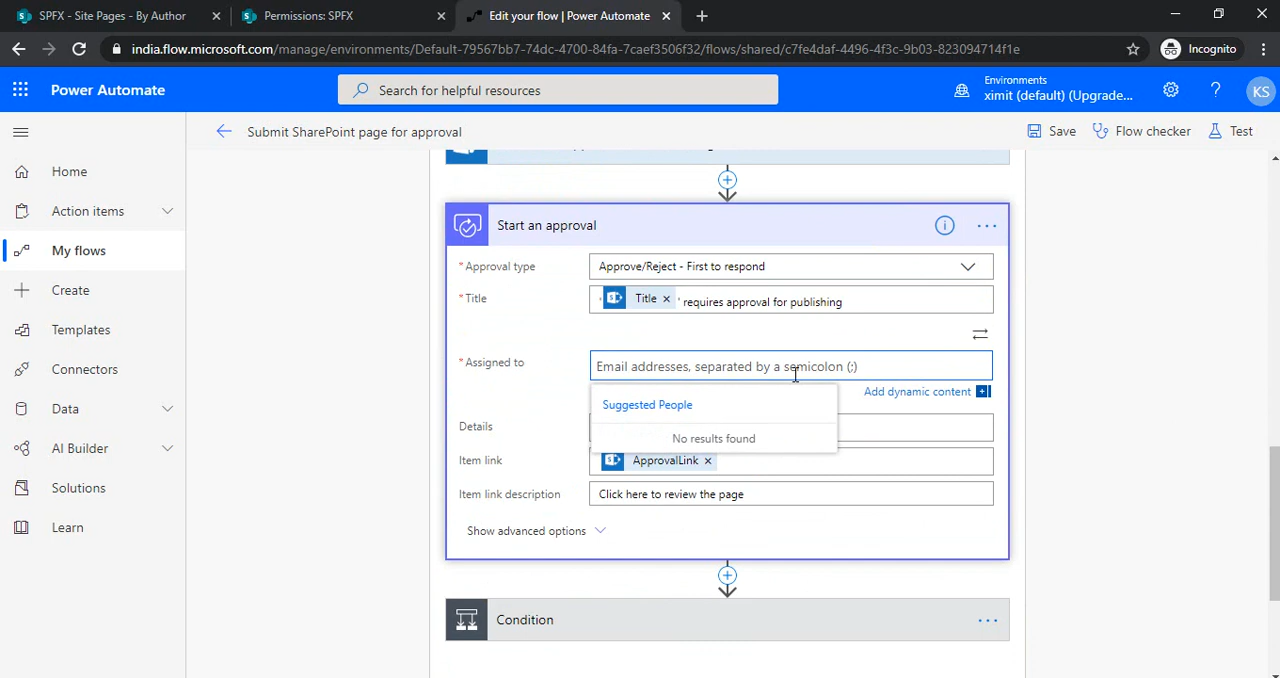 SPFX - Site Pages - By Author
Permissions: SPFX
Edit your flow | Power Automate
india.flow.microsoft.com/manage/environments/Default-79567bb7-74dc-4700-84fa-7caef3506f32/flows/shared/c7fe4daf-4496-4f3c-9b03-823094714f1e
Incognito
Power Automate
Search for helpful resources
Environments
ximit (default) (Upgrade...
KS
Submit SharePoint page for approval
Save
Flow checker
Test
Home
Action items
My flows
Create
Templates
Connectors
Data
AI Builder
Solutions
Learn
Start an approval
* Approval type
Approve/Reject - First to respond
* Title
' Title ' requires approval for publishing
* Assigned to
Email addresses, separated by a semicolon (;)
Add dynamic content
Suggested People
No results found
Details
Item link
ApprovalLink
Item link description
Click here to review the page
Show advanced options
Condition